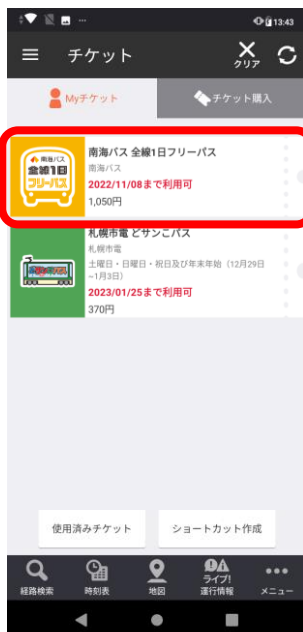 13:43
チケット
クリア
Myチケット
チケット購入
南海バス
全線1日
フリーパス
南海バス 全線1日フリーパス
南海バス
2022/11/08まで利用可
1,050円
札幌市電 どサンこパス
札幌市電
土曜日・日曜日・祝日及び年末年始（12月29日
~1月3日）
2023/01/25まで利用可
370円
使用済みチケット
ショートカット作成
経路検索
時刻表
地図
ライブ!
運行情報
メニュー